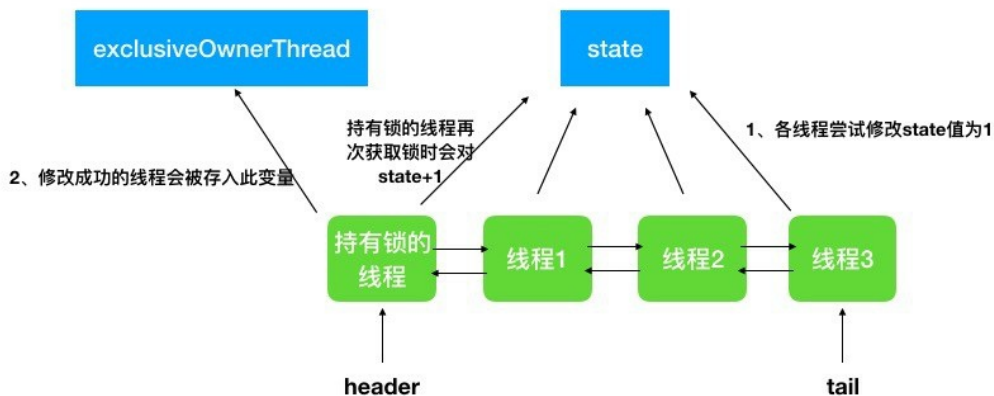 exclusiveOwnerThread
state
持有锁的线程再
次获取锁时会对
state+1
1、各线程尝试修改state值为1
2、修改成功的线程会被存入此变量
持有锁的
线程
线程1
线程2
线程3
header
tail